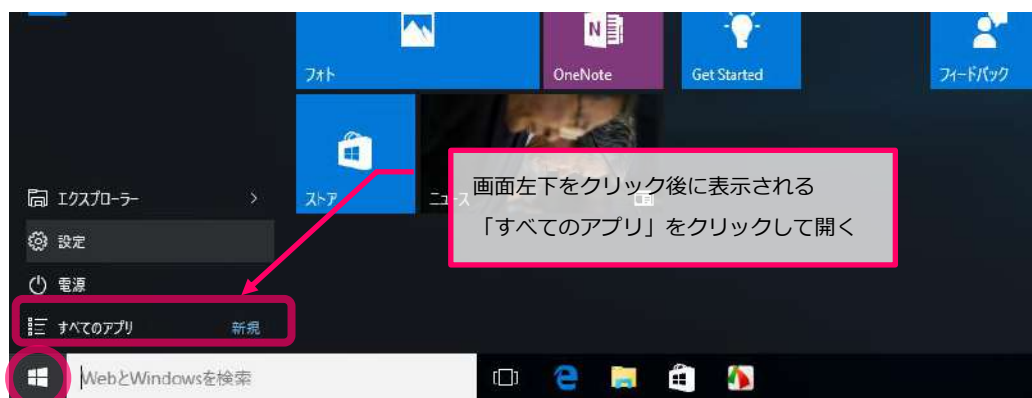 フォト
OneNote
Get Started
フィードバック
ストア
ニュース
画面左下をクリック後に表示される
「すべてのアプリ」をクリックして開く
エクスプローラー
設定
電源
すべてのアプリ 新規
WebとWindowsを検索